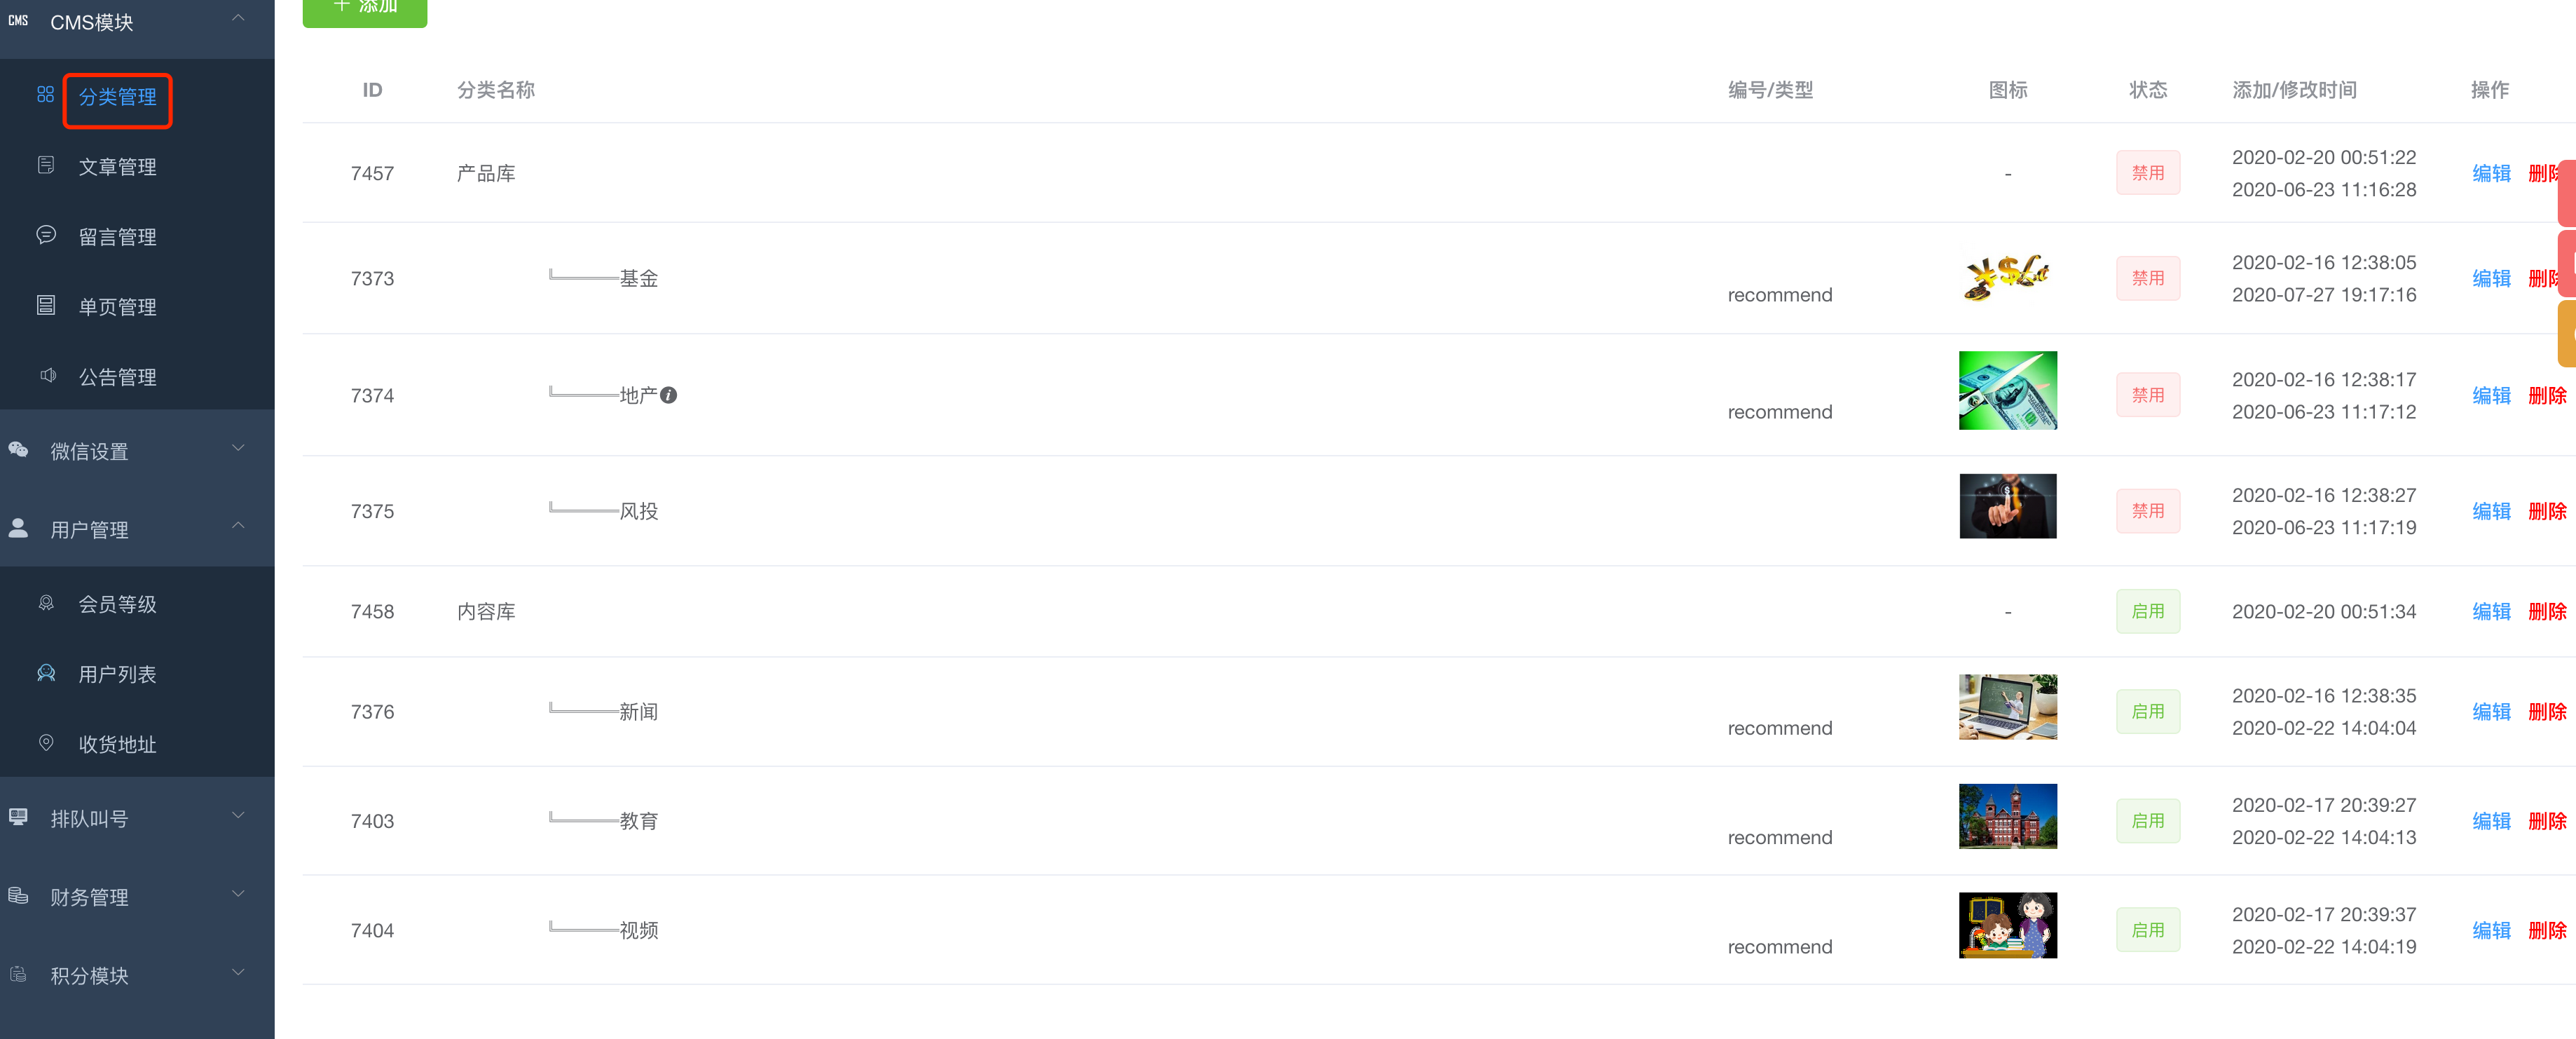 CMS CMS模块
分类管理
文章管理
留言管理
单页管理
公告管理
微信设置
用户管理
会员等级
用户列表
收货地址
排队叫号
财务管理
积分模块
+ 添加
ID 分类名称 编号/类型 图标 状态 添加/修改时间 操作
7457 产品库 - 禁用 2020-02-20 00:51:22 编辑 删除
2020-06-23 11:16:28
7373 ╚═════基金 禁用 2020-02-16 12:38:05 编辑 删除
recommend 2020-07-27 19:17:16
7374 ╚═════地产 禁用 2020-02-16 12:38:17 编辑 删除
recommend 2020-06-23 11:17:12
7375 ╚═════风投 禁用 2020-02-16 12:38:27 编辑 删除
2020-06-23 11:17:19
7458 内容库 - 启用 2020-02-20 00:51:34 编辑 删除
7376 ╚═════新闻 启用 2020-02-16 12:38:35 编辑 删除
recommend 2020-02-22 14:04:04
7403 ╚═════教育 启用 2020-02-17 20:39:27 编辑 删除
recommend 2020-02-22 14:04:13
7404 ╚═════视频 启用 2020-02-17 20:39:37 编辑 删除
recommend 2020-02-22 14:04:19